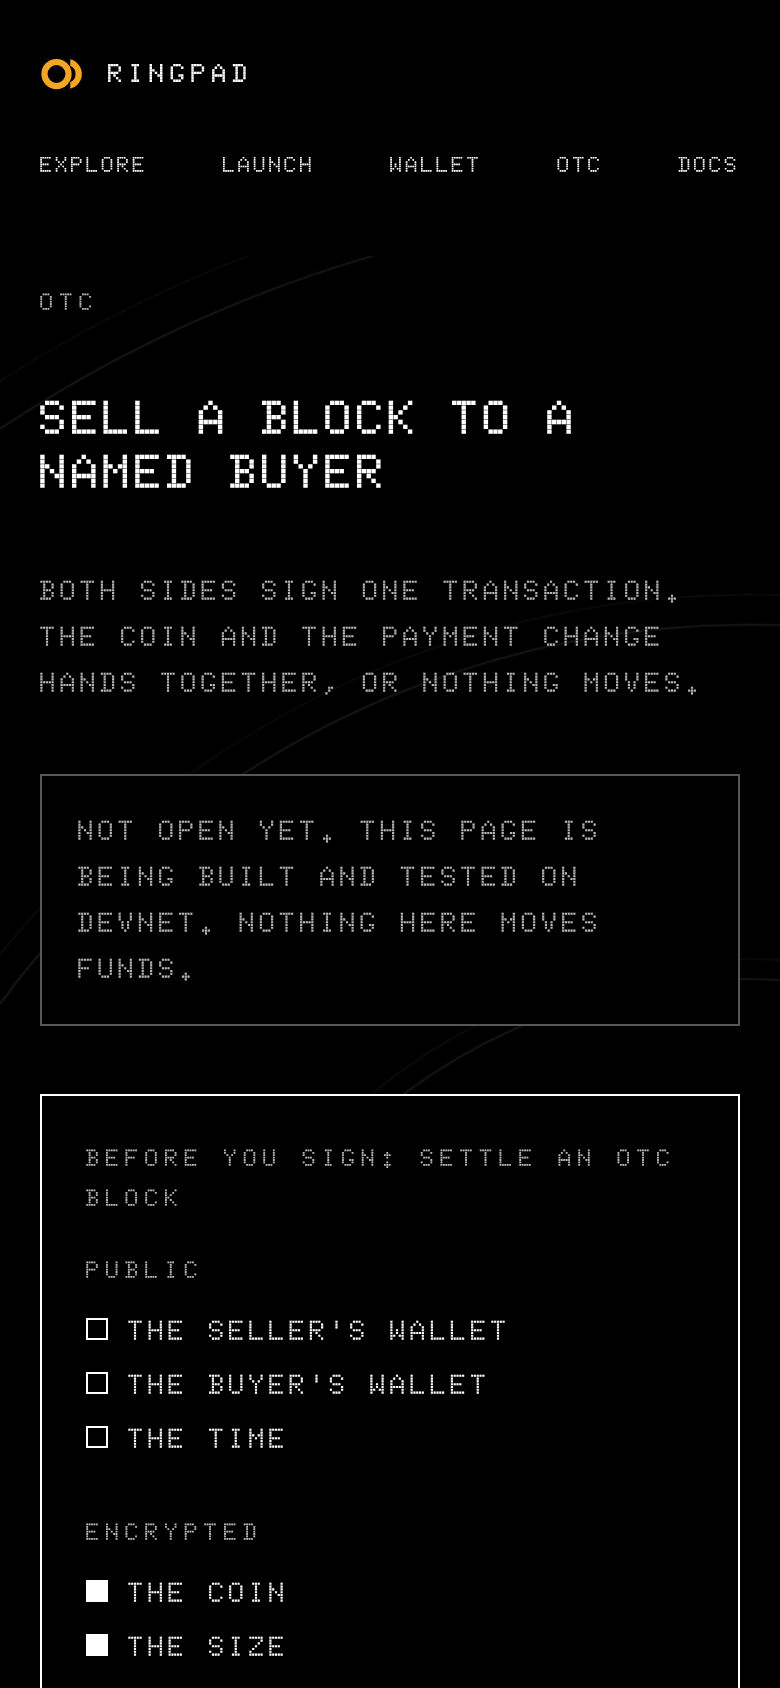 RINGPAD
EXPLORE LAUNCH WALLET OTC DOCS
OTC
SELL A BLOCK TO A
NAMED BUYER
BOTH SIDES SIGN ONE TRANSACTION.
THE COIN AND THE PAYMENT CHANGE
HANDS TOGETHER, OR NOTHING MOVES.
NOT OPEN YET. THIS PAGE IS
BEING BUILT AND TESTED ON
DEVNET. NOTHING HERE MOVES
FUNDS.
BEFORE YOU SIGN: SETTLE AN OTC
BLOCK
PUBLIC
THE SELLER'S WALLET
THE BUYER'S WALLET
THE TIME
ENCRYPTED
THE COIN
THE SIZE